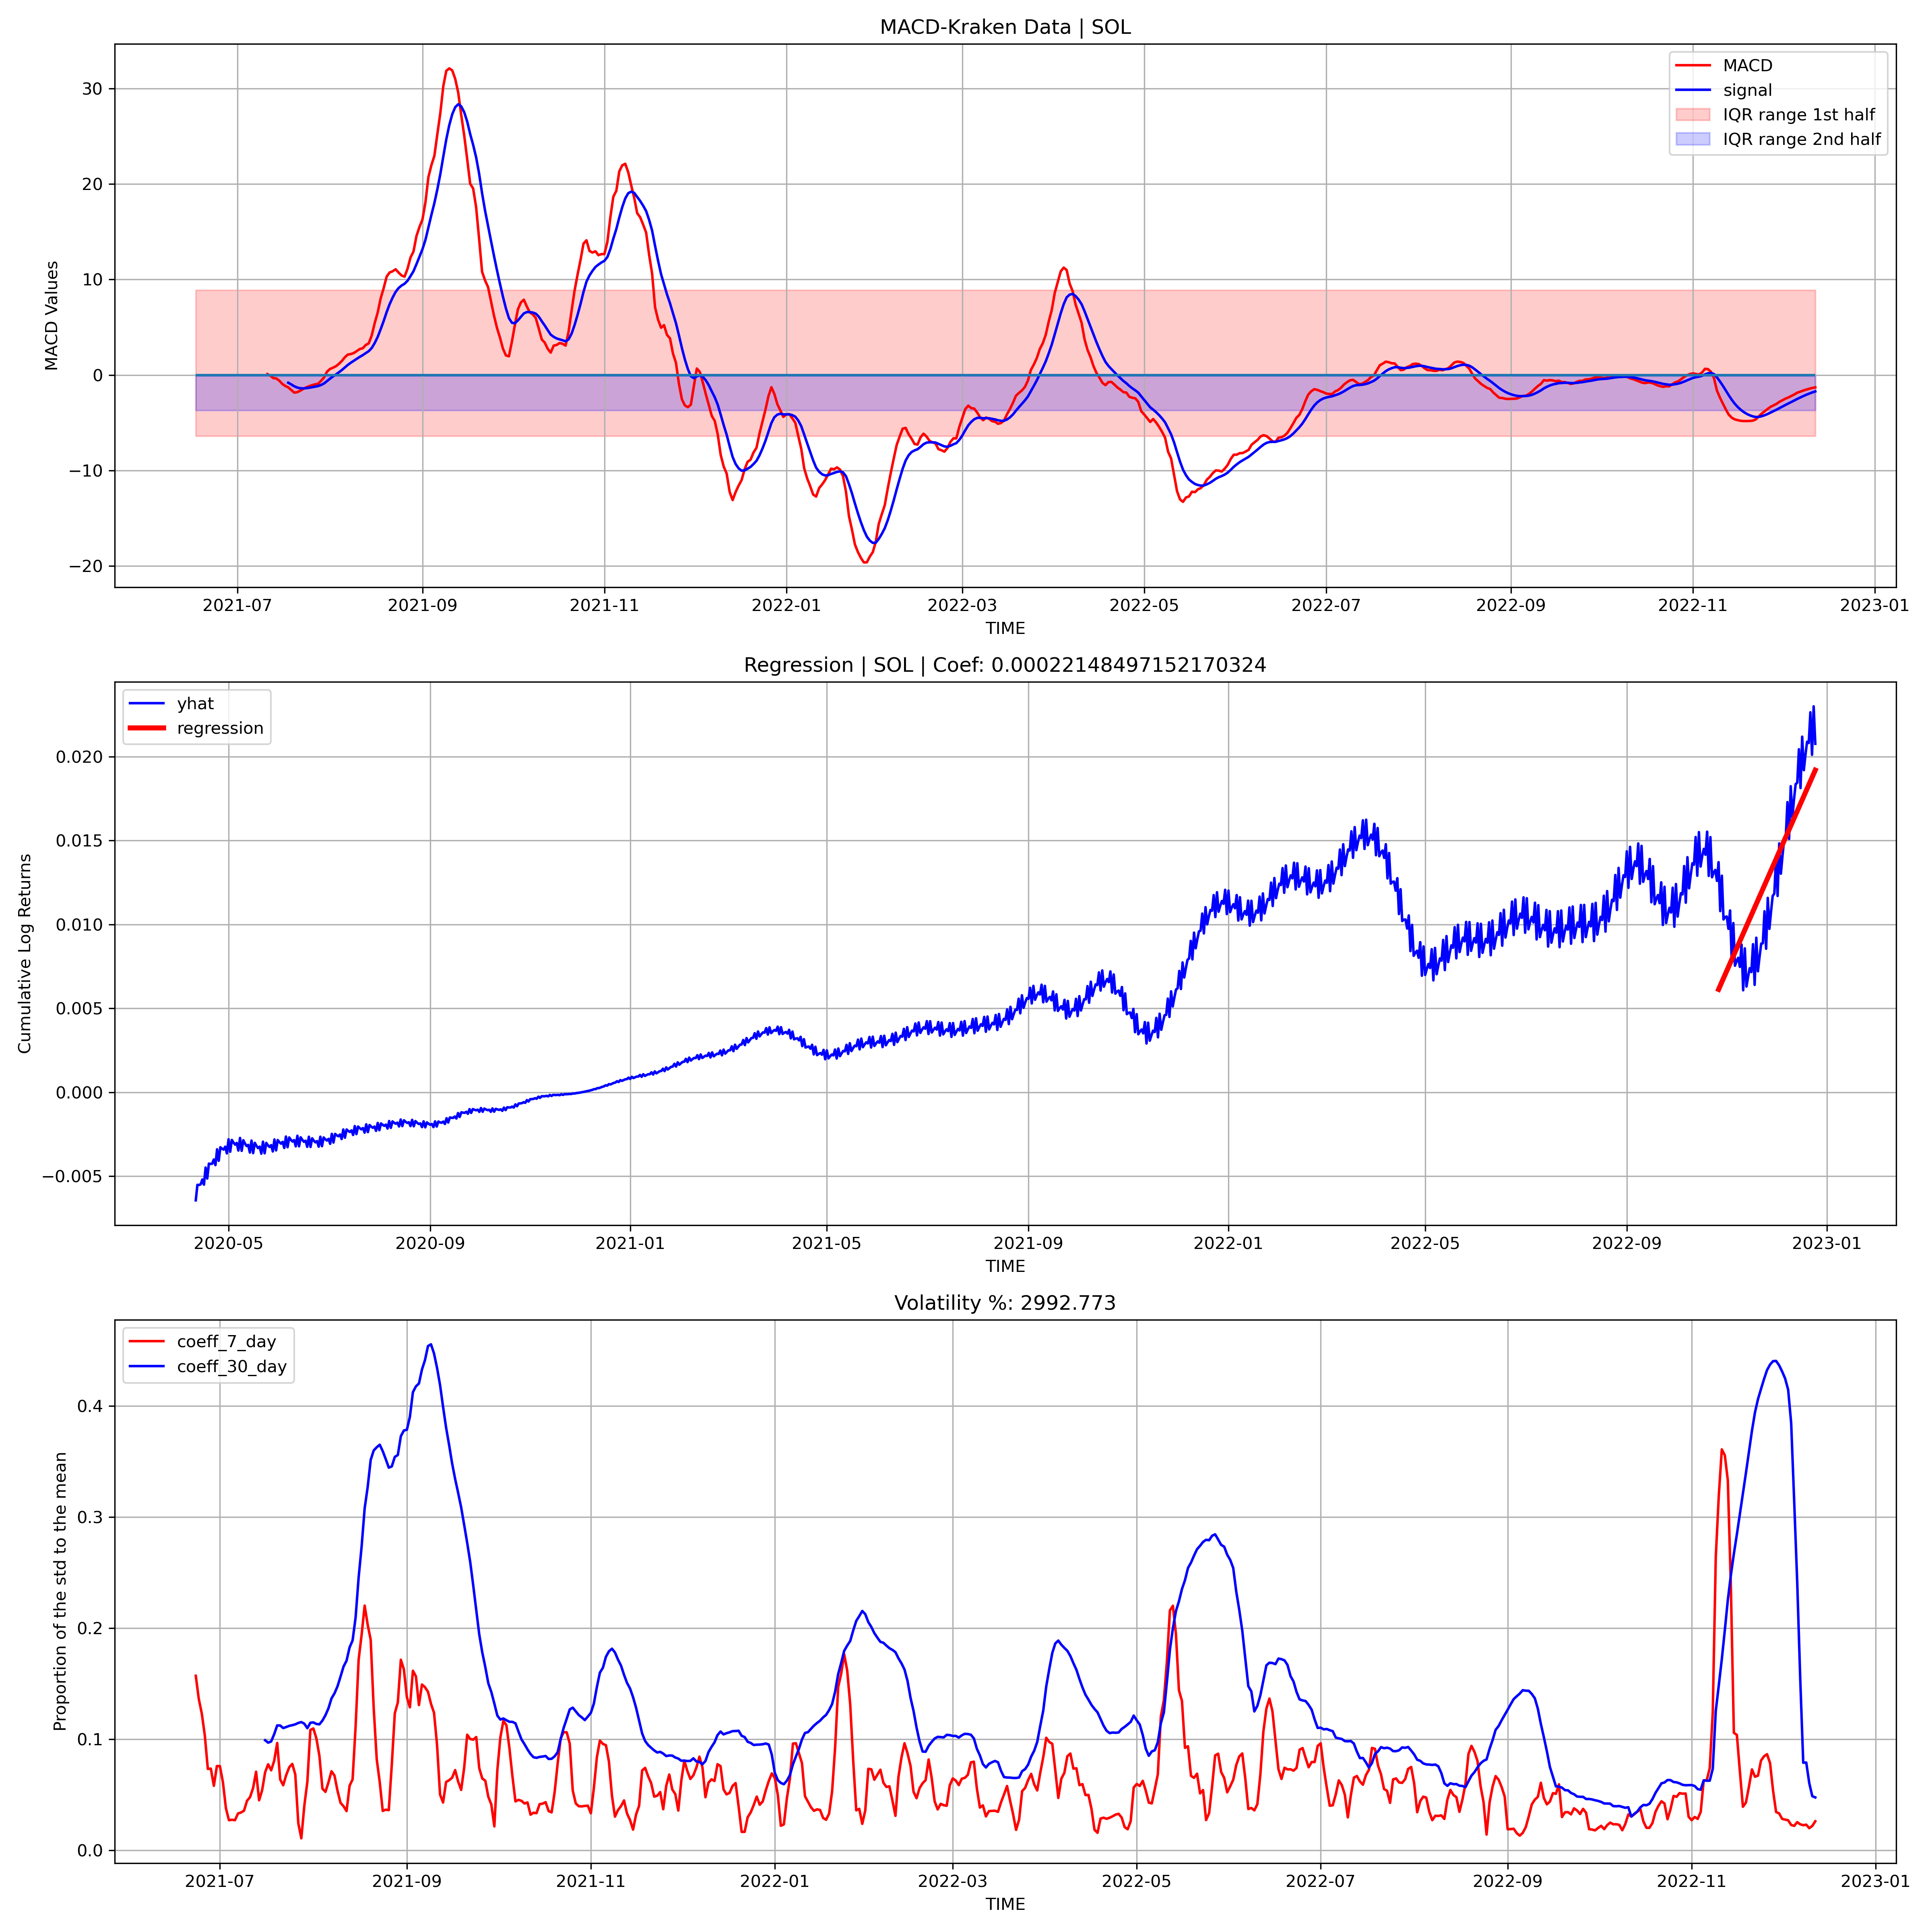 MACD-Kraken Data | SOL
MACD
signal
IQR range 1st half
IQR range 2nd half
MACD Values
30
20
10
0
−10
−20
2021-07 2021-09 2021-11 2022-01 2022-03 2022-05 2022-07 2022-09 2022-11 2023-01
TIME
Regression | SOL | Coef: 0.00022148497152170324
yhat
regression
Cumulative Log Returns
0.020
0.015
0.010
0.005
0.000
−0.005
2020-05 2020-09 2021-01 2021-05 2021-09 2022-01 2022-05 2022-09 2023-01
TIME
Volatility %: 2992.773
coeff_7_day
coeff_30_day
Proportion of the std to the mean
0.4
0.3
0.2
0.1
0.0
2021-07 2021-09 2021-11 2022-01 2022-03 2022-05 2022-07 2022-09 2022-11 2023-01
TIME